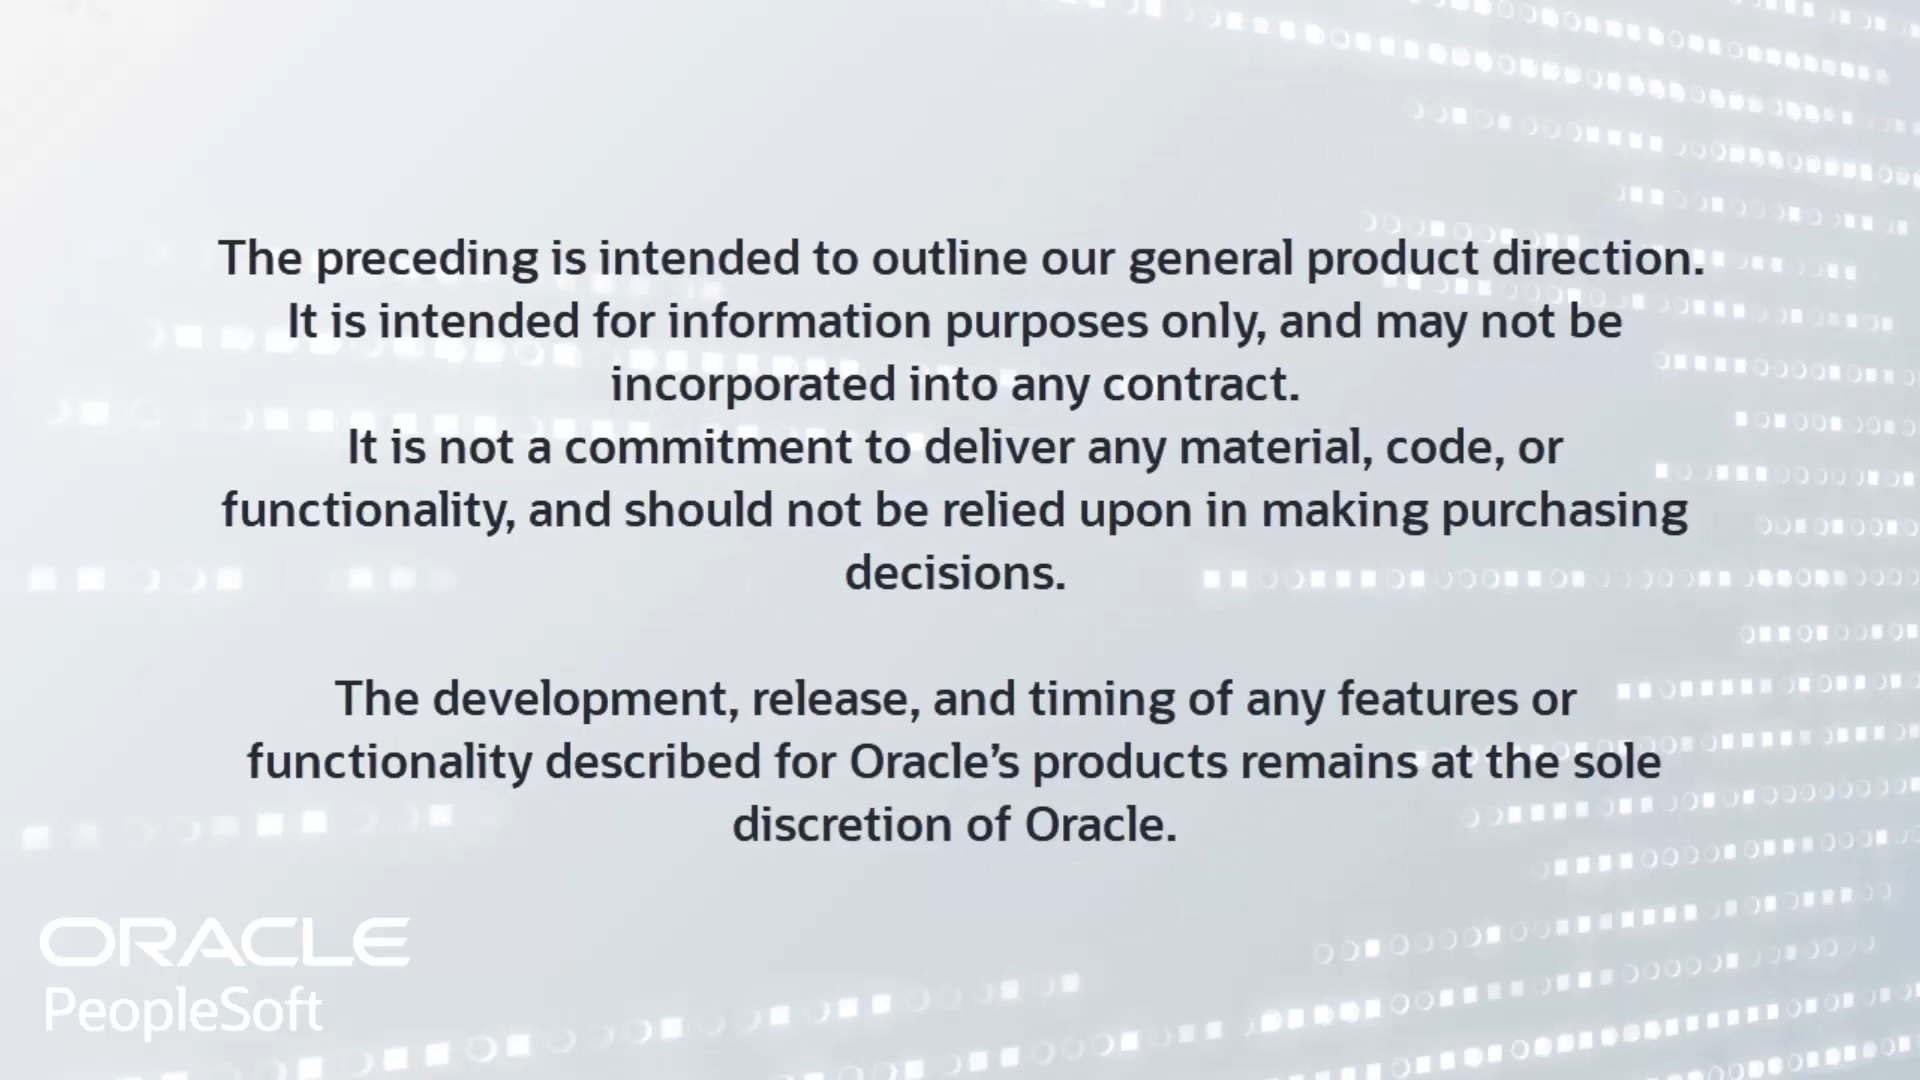 The preceding is intended to outline our general product direction.
It is intended for information purposes only, and may not be
incorporated into any contract.
It is not a commitment to deliver any material, code, or
functionality, and should not be relied upon in making purchasing
decisions.
The development, release, and timing of any features or
functionality described for Oracle’s products remains at the sole
discretion of Oracle.
ORACLE
PeopleSoft